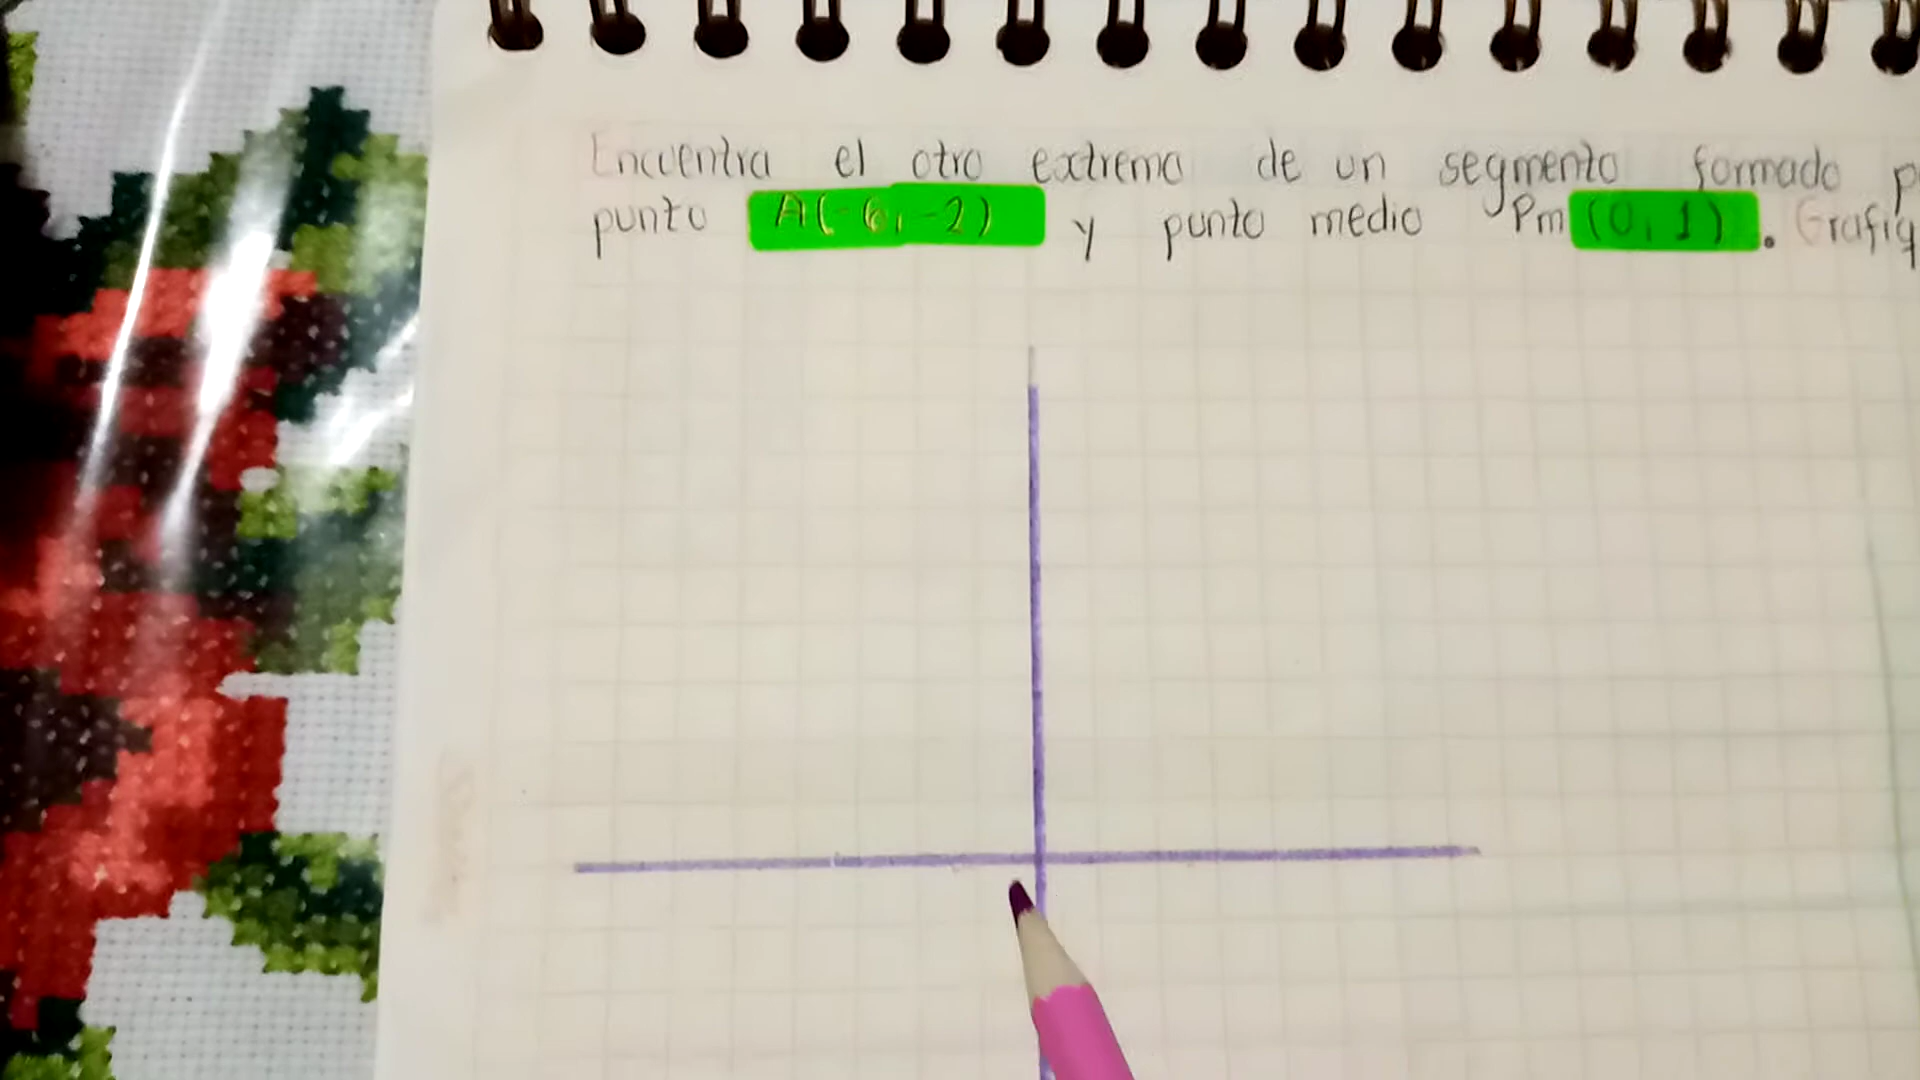 Encuentra el otro extremo de un segmento formado p
punto A(-6, -2) y punto medio Pm (0, 1). Grafiq